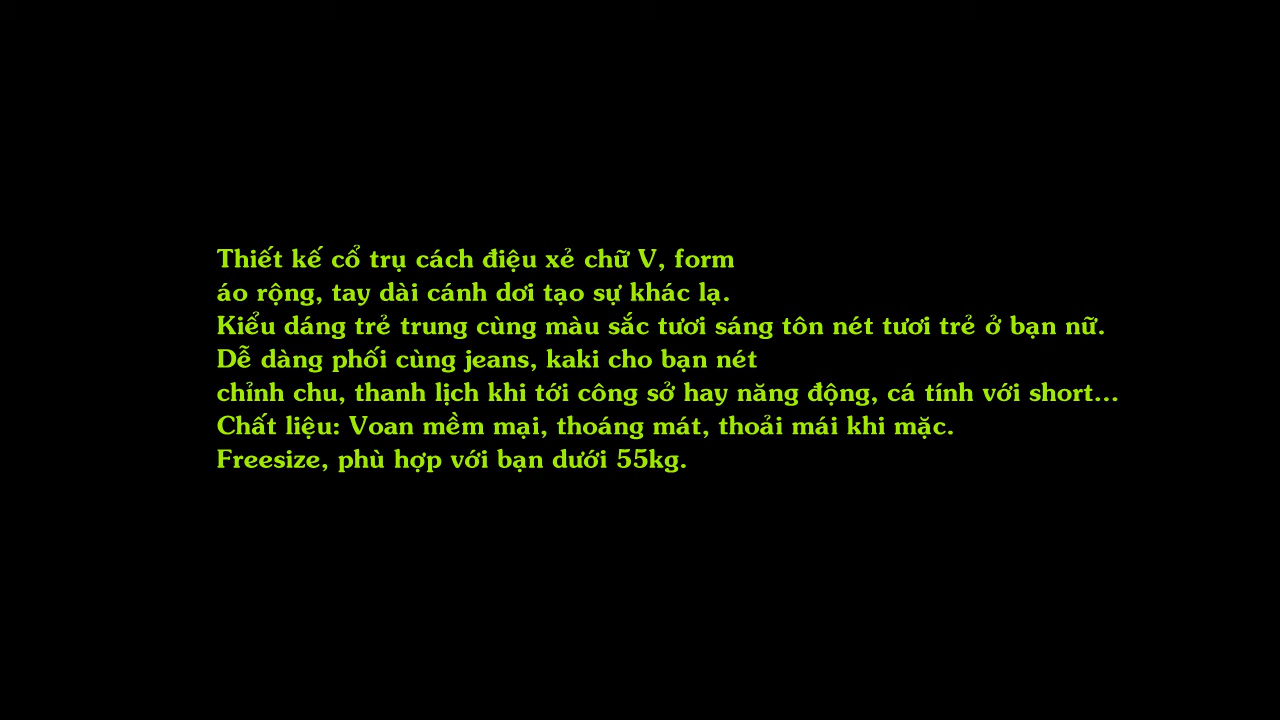 Thiết kế cổ trụ cách điệu xẻ chữ V, form
áo rộng, tay dài cánh dơi tạo sự khác lạ.
Kiểu dáng trẻ trung cùng màu sắc tươi sáng tôn nét tươi trẻ ở bạn nữ.
Dễ dàng phối cùng jeans, kaki cho bạn nét
chỉnh chu, thanh lịch khi tới công sở hay năng động, cá tính với short...
Chất liệu: Voan mềm mại, thoáng mát, thoải mái khi mặc.
Freesize, phù hợp với bạn dưới 55kg.